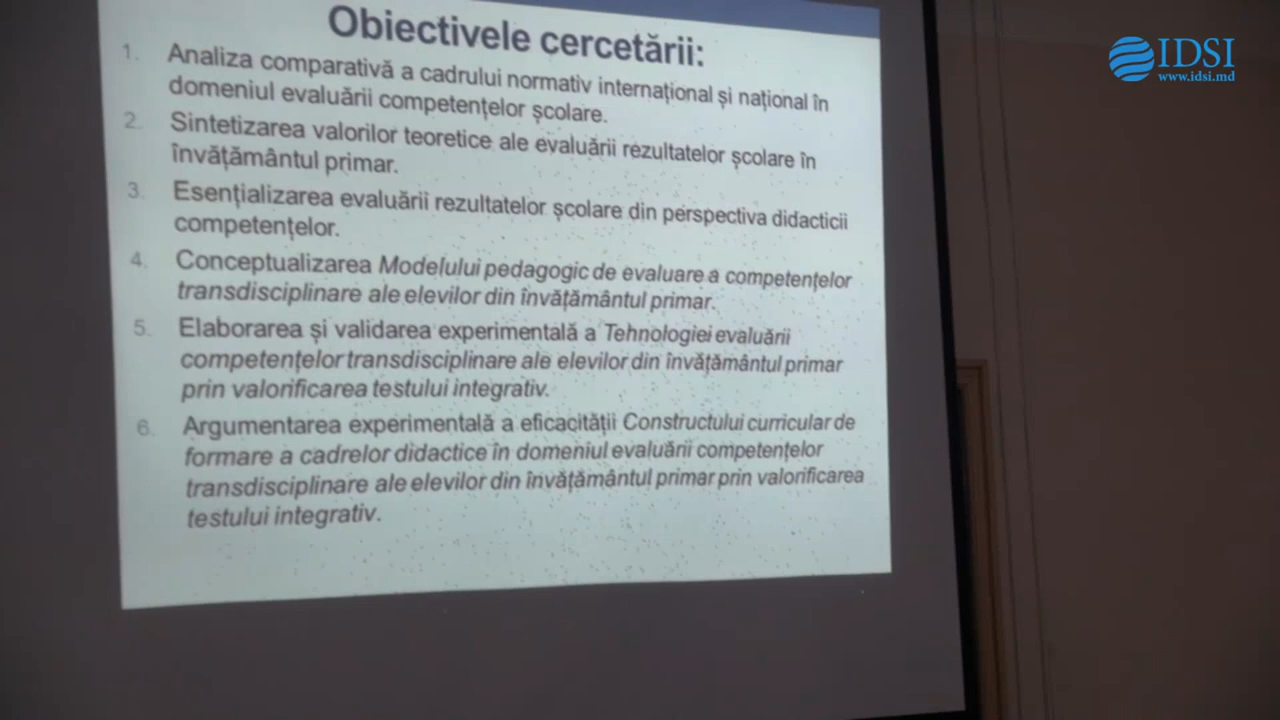 Obiectivele cercetării:
1. Analiza comparativă a cadrului normativ internațional și național în
domeniul evaluării competențelor școlare.
2. Sintetizarea valorilor teoretice ale evaluării rezultatelor școlare în
învățământul primar.
3. Esențializarea evaluării rezultatelor școlare din perspectiva didacticii
competențelor.
4. Conceptualizarea Modelului pedagogic de evaluare a competențelor
transdisciplinare ale elevilor din învățământul primar.
5. Elaborarea și validarea experimentală a Tehnologiei evaluării
competențelor transdisciplinare ale elevilor din învățământul primar
prin valorificarea testului integrativ.
6. Argumentarea experimentală a eficacității Constructului curricular de
formare a cadrelor didactice în domeniul evaluării competențelor
transdisciplinare ale elevilor din învățământul primar prin valorificarea
testului integrativ.
IDSI
www.idsi.md